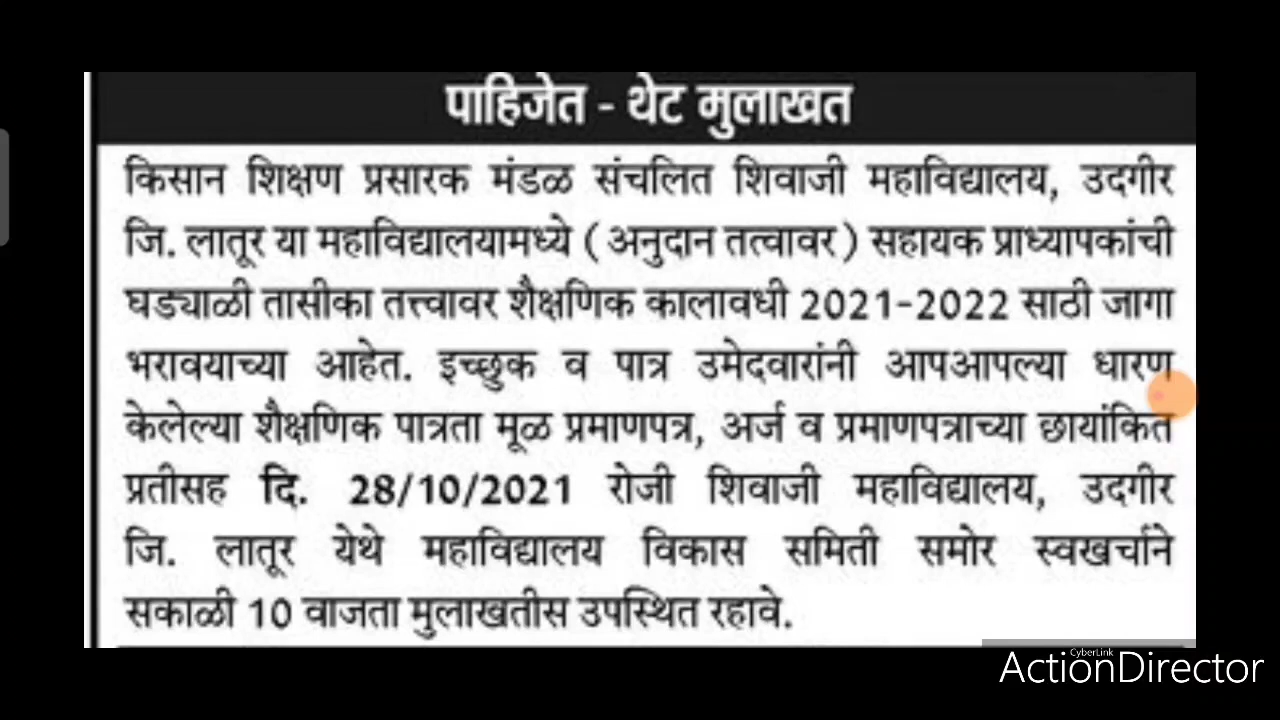 पाहिजेत - थेट मुलाखत
किसान शिक्षण प्रसारक मंडळ संचलित शिवाजी महाविद्यालय, उदगीर
जि. लातूर या महाविद्यालयामध्ये ( अनुदान तत्वावर ) सहायक प्राध्यापकांची
घड्याळी तासीका तत्त्वावर शैक्षणिक कालावधी 2021-2022 साठी जागा
भरावयाच्या आहेत. इच्छुक व पात्र उमेदवारांनी आपआपल्या धारण
केलेल्या शैक्षणिक पात्रता मूळ प्रमाणपत्र, अर्ज व प्रमाणपत्राच्या छायांकित
प्रतीसह दि. 28/10/2021 रोजी शिवाजी महाविद्यालय, उदगीर
जि. लातूर येथे महाविद्यालय विकास समिती समोर स्वखर्चाने
सकाळी 10 वाजता मुलाखतीस उपस्थित रहावे.
CyberLink
ActionDirector